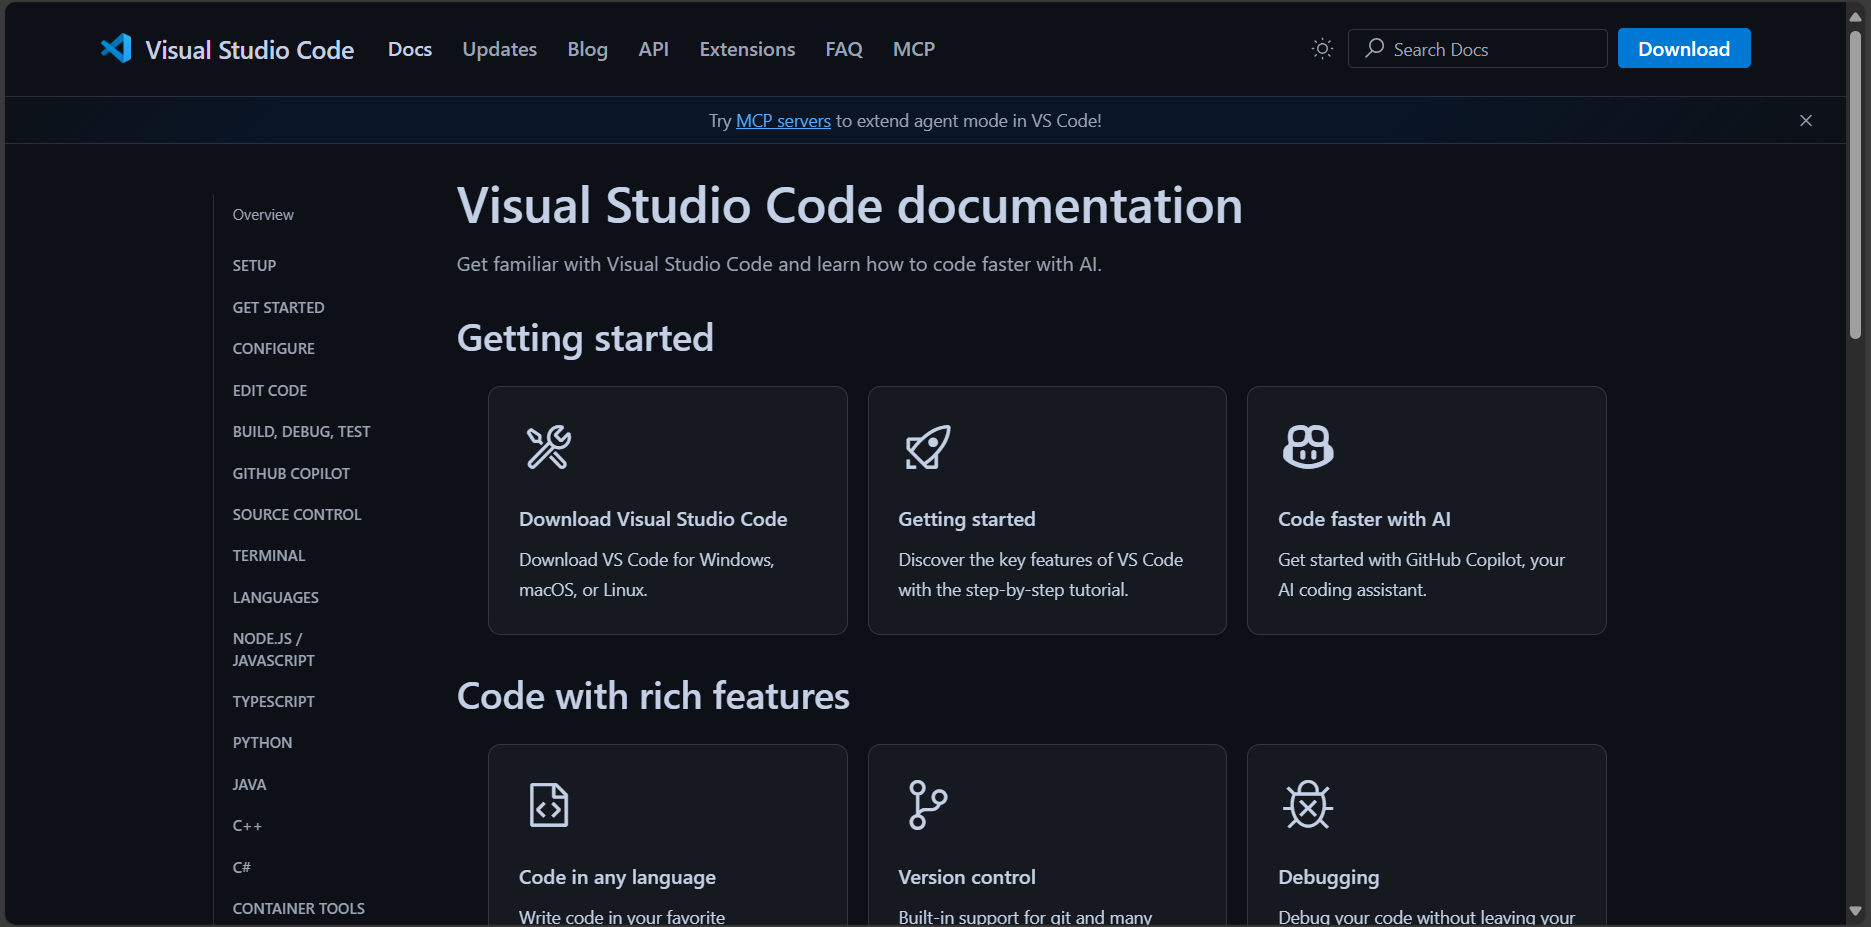 Visual Studio Code
Docs
Updates
Blog
API
Extensions
FAQ
MCP
Search Docs
Download
Try MCP servers to extend agent mode in VS Code!
Overview
SETUP
GET STARTED
CONFIGURE
EDIT CODE
BUILD, DEBUG, TEST
GITHUB COPILOT
SOURCE CONTROL
TERMINAL
LANGUAGES
NODE.JS /
JAVASCRIPT
TYPESCRIPT
PYTHON
JAVA
C++
C#
CONTAINER TOOLS
Visual Studio Code documentation
Get familiar with Visual Studio Code and learn how to code faster with AI.
Getting started
Download Visual Studio Code
Download VS Code for Windows,
macOS, or Linux.
Getting started
Discover the key features of VS Code
with the step-by-step tutorial.
Code faster with AI
Get started with GitHub Copilot, your
AI coding assistant.
Code with rich features
Code in any language
Write code in your favorite
Version control
Built-in support for git and many
Debugging
Debug your code without leaving your